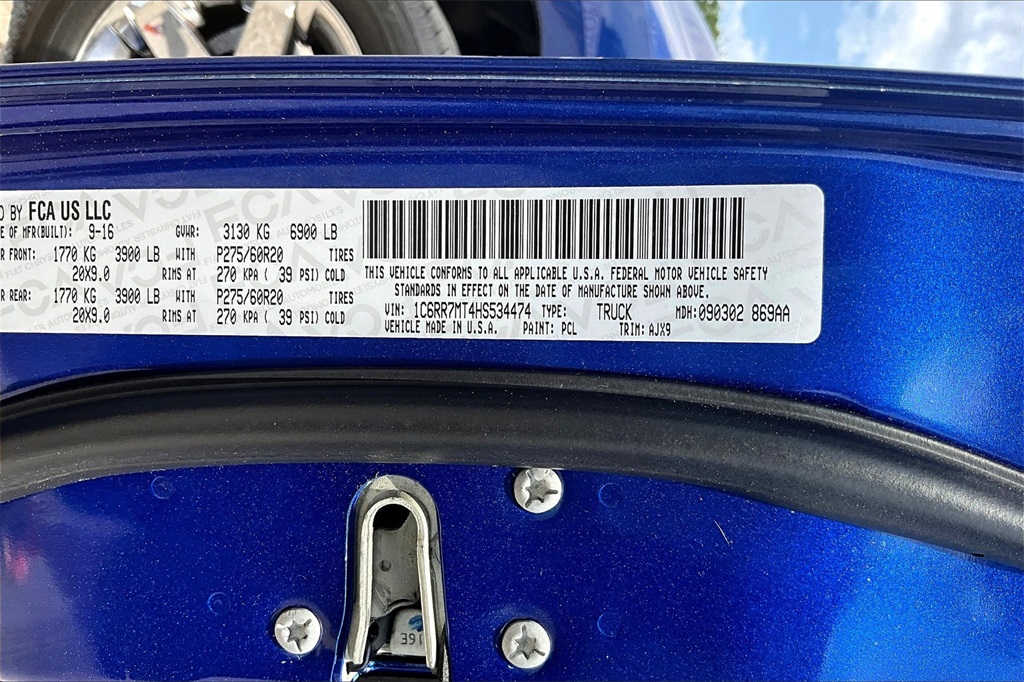 BY FCA US LLC
OF MFR(BUILT): 9-16 GVWR: 3130 KG 6900 LB
FRONT: 1770 KG 3900 LB WITH P275/60R20 TIRES
20X9.0 RIMS AT 270 KPA ( 39 PSI) COLD
REAR: 1770 KG 3900 LB WITH P275/60R20 TIRES
20X9.0 RIMS AT 270 KPA ( 39 PSI) COLD
THIS VEHICLE CONFORMS TO ALL APPLICABLE U.S.A. FEDERAL MOTOR VEHICLE SAFETY
STANDARDS IN EFFECT ON THE DATE OF MANUFACTURE SHOWN ABOVE.
VIN: 1C6RR7MT4HS534474 TYPE: TRUCK MDH:090302 869AA
VEHICLE MADE IN U.S.A. PAINT: PCL TRIM: AJX9